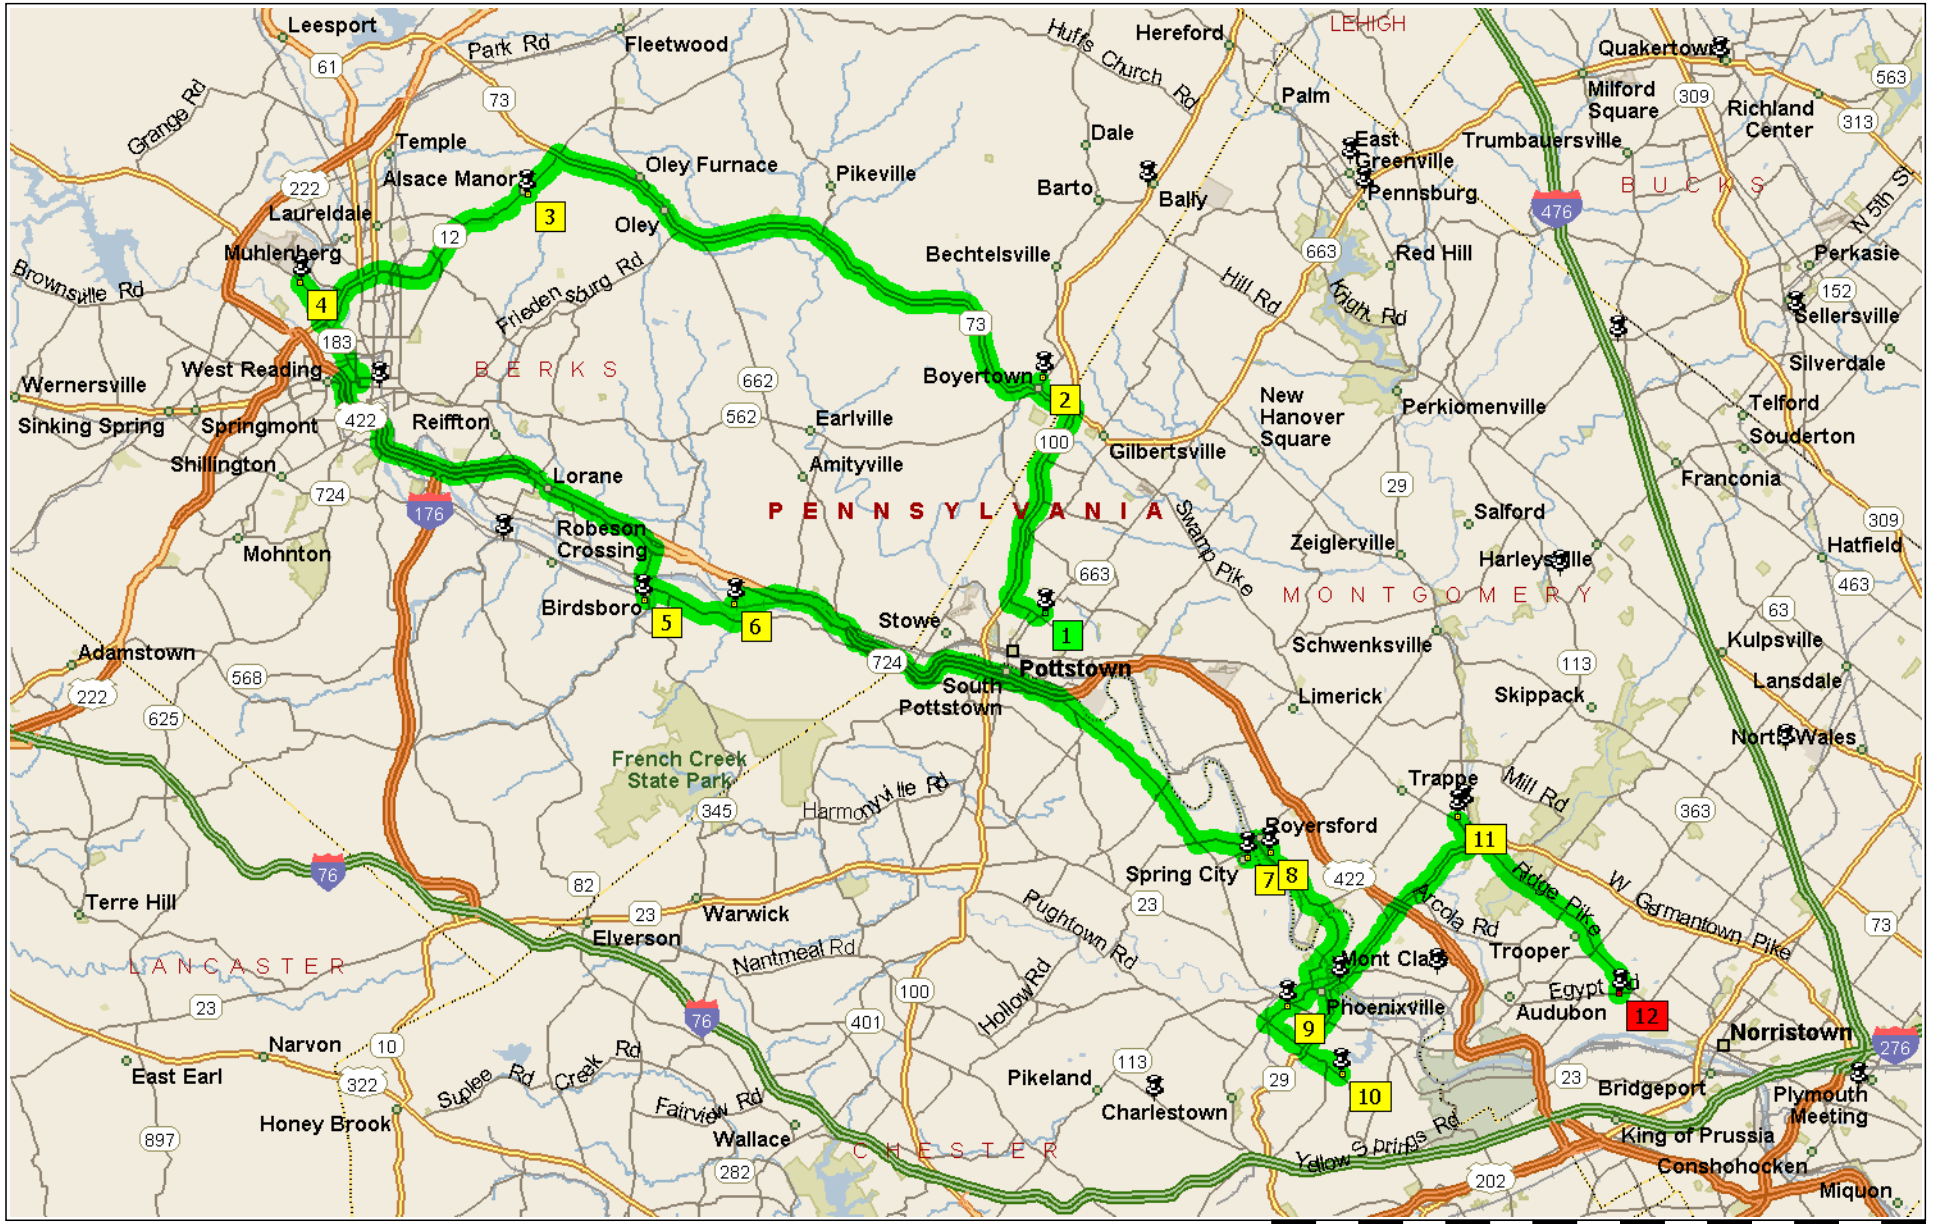 Leesport
Park Rd
Fleetwood
Huffs Church Rd
Hereford
LEHIGH
Quakertown
61
73
Grange Rd
Palm
Milford
Square
309
563
Richland
Center
313
Temple
Dale
East
Greenville
Trumbauersville
Alsace Manor
Oley Furnace
Pikeville
Barto
Bally
Pennsburg
BUCKS
N 5th St
222
3
476
Laureldale
Oley
12
Muhlenberg
Bechtelsville
663
Red Hill
Perkasie
Brownsville Rd
Friedensburg Rd
Hill Rd
Knight Rd
152
Sellersville
4
73
183
Silverdale
West Reading
BERKS
Boyertown
Wernersville
662
2
New
Hanover
Square
Perkiomenville
Telford
Sinking Spring
Springmont
422
Reiffton
562
Earlville
100
Gilbertsville
Souderton
Shillington
Lorane
Amityville
Franconia
724
29
176
PENNSYLVANIA
Swamp Pike
Salford
309
Mohnton
Robeson
Crossing
Zeiglerville
Harleysville
Hatfield
663
MONTGOMERY
463
Birdsboro
5
6
Stowe
1
63
Schwenksville
Kulpsville
Adamstown
724
Pottstown
113
568
South
Pottstown
Limerick
Skippack
Lansdale
222
625
North Wales
French Creek
State Park
Trappe
Mill Rd
345
Harmonyville Rd
363
Royersford
11
76
Spring City
7
8
422
Ridge Pike
W Germantown Pike
82
Terre Hill
23
Warwick
Pughtown Rd
23
Arcola Rd
73
Elverson
Nantmeal Rd
Trooper
LANCASTER
Mont Clare
Hollow Rd
100
Egypt Rd
23
76
401
Phoenixville
Audubon
12
9
Norristown
Narvon
10
276
East Earl
322
Suplee Rd
Creek Rd
113
Pikeland
29
10
23
Bridgeport
Plymouth
Meeting
Honey Brook
Fairview Rd
Charlestown
897
Wallace
CHESTER
Yellow Springs Rd
King of Prussia
282
202
Conshohocken
Miquon